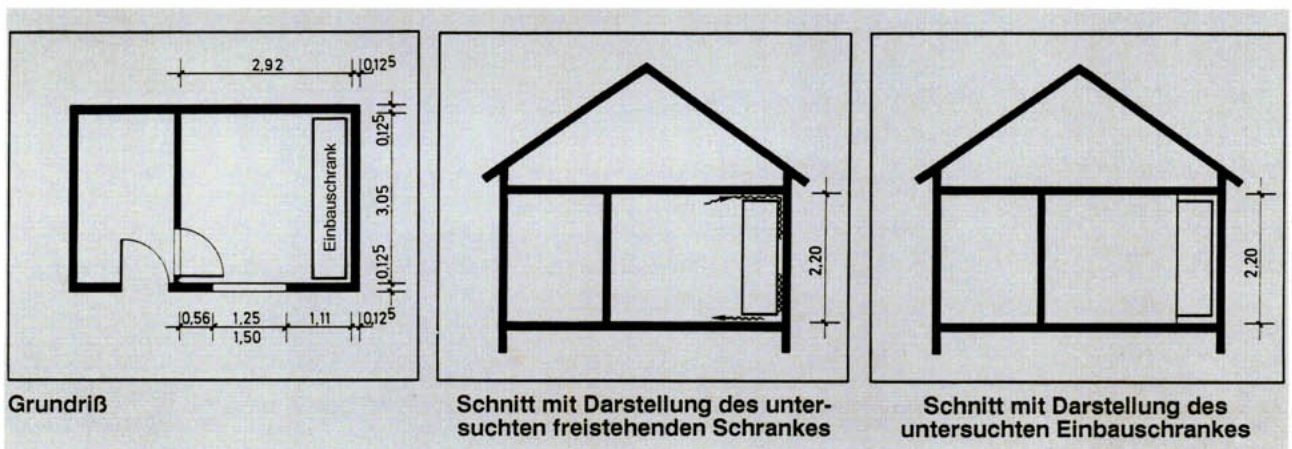 2,92
0,12⁵
0,12⁵
3,05
0,12⁵
Einbauschrank
0,56
1,25
1,11
0,12⁵
1,50
Grundriß
2,20
Schnitt mit Darstellung des unter-
suchten freistehenden Schrankes
2,20
Schnitt mit Darstellung des
untersuchten Einbauschrankes